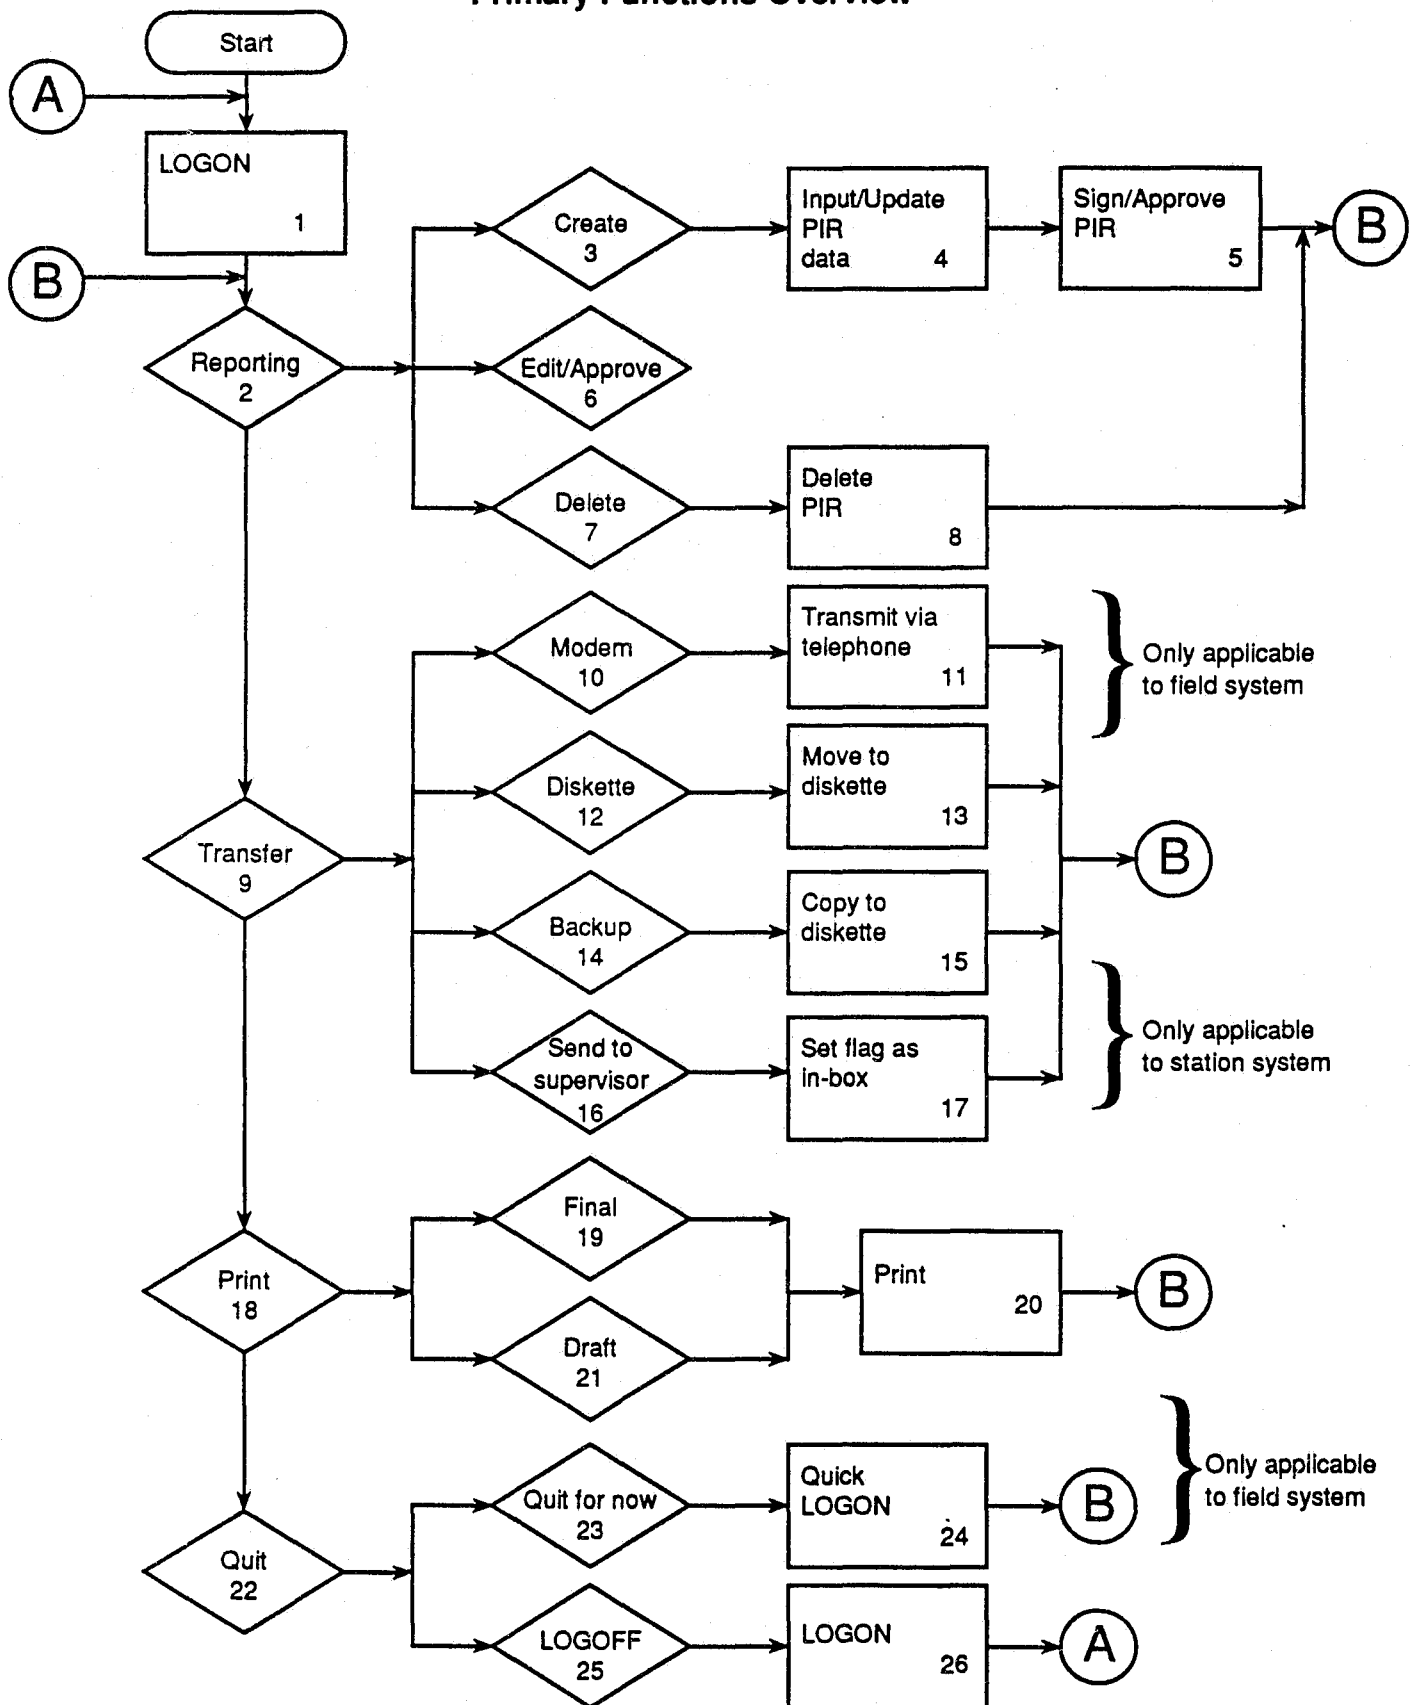 Primary Functions Overview
Start
A
LOGON
1
B
Reporting
2
Create
3
Input/Update
PIR
data 4
Sign/Approve
PIR
5
B
Edit/Approve
6
Delete
7
Delete
PIR
8
Transfer
9
Modem
10
Transmit via
telephone
11
Only applicable
to field system
Diskette
12
Move to
diskette
13
B
Backup
14
Copy to
diskette
15
Send to
supervisor
16
Set flag as
in-box
17
Only applicable
to station system
Print
18
Final
19
Print
20
B
Draft
21
Quit
22
Quit for now
23
Quick
LOGON
24
B
Only applicable
to field system
LOGOFF
25
LOGON
26
A